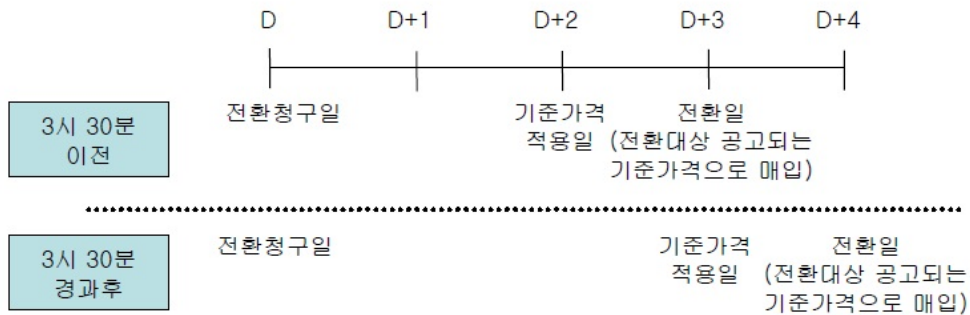 D D+1 D+2 D+3 D+4
3시 30분
이전
전환청구일
기준가격
적용일
전환일
(전환대상 공고되는
기준가격으로 매입)
3시 30분
경과후
전환청구일
기준가격
적용일
전환일
(전환대상 공고되는
기준가격으로 매입)